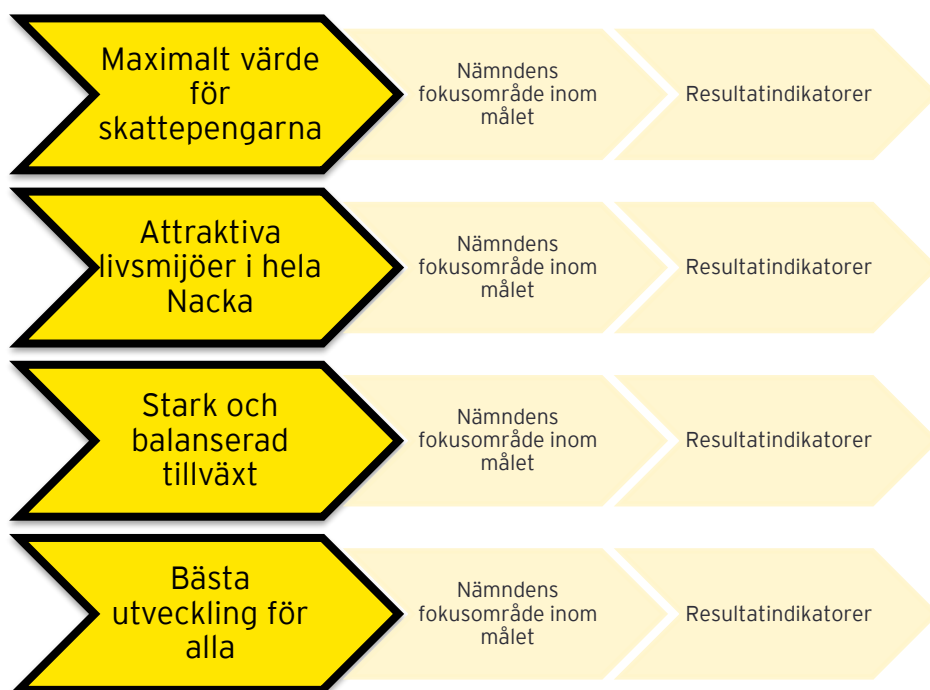 Maximalt värde
för
skattepengarna
Nämndens
fokusområde inom
målet
Resultatindikatorer
Attraktiva
livsmijöer i hela
Nacka
Nämndens
fokusområde inom
målet
Resultatindikatorer
Stark och
balanserad
tillväxt
Nämndens
fokusområde inom
målet
Resultatindikatorer
Bästa
utveckling för
alla
Nämndens
fokusområde inom
målet
Resultatindikatorer